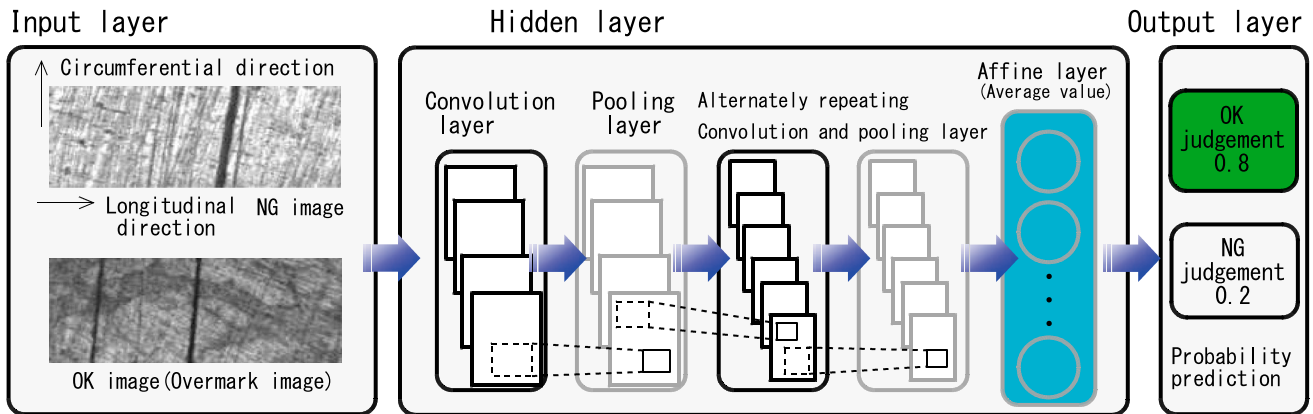 Input layer
Circumferential direction
Longitudinal
direction
NG image
OK image(Overmark image)
Hidden layer
Convolution
layer
Pooling
layer
Alternately repeating
Convolution and pooling layer
Affine layer
(Average value)
Output layer
OK
judgement
0.8
NG
judgement
0.2
Probability
prediction